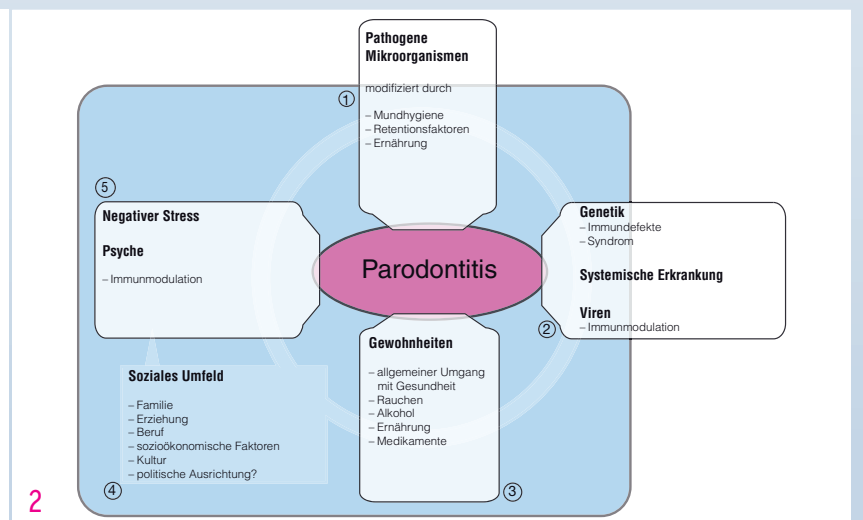 Pathogene
Mikroorganismen
modifiziert durch
①
– Mundhygiene
– Retentionsfaktoren
– Ernährung
⑤
Negativer Stress
Psyche
– Immunmodulation
Parodontitis
Genetik
– Immundefekte
– Syndrom
Systemische Erkrankung
Viren
– Immunmodulation
②
Gewohnheiten
– allgemeiner Umgang
mit Gesundheit
– Rauchen
– Alkohol
– Ernährung
– Medikamente
③
Soziales Umfeld
– Familie
– Erziehung
– Beruf
– sozioökonomische Faktoren
– Kultur
– politische Ausrichtung?
④
2